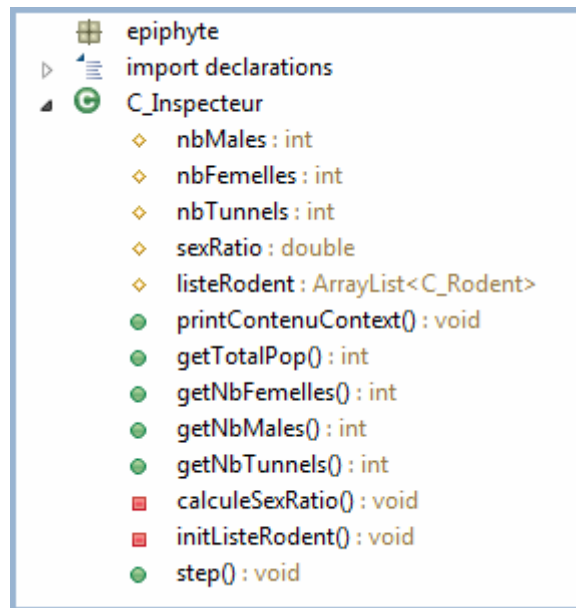 epiphyte
import declarations
C_Inspecteur
nbMales : int
nbFemelles : int
nbTunnels : int
sexRatio : double
listeRodent : ArrayList<C_Rodent>
printContenuContext() : void
getTotalPop() : int
getNbFemelles() : int
getNbMales() : int
getNbTunnels() : int
calculeSexRatio() : void
initListeRodent() : void
step() : void